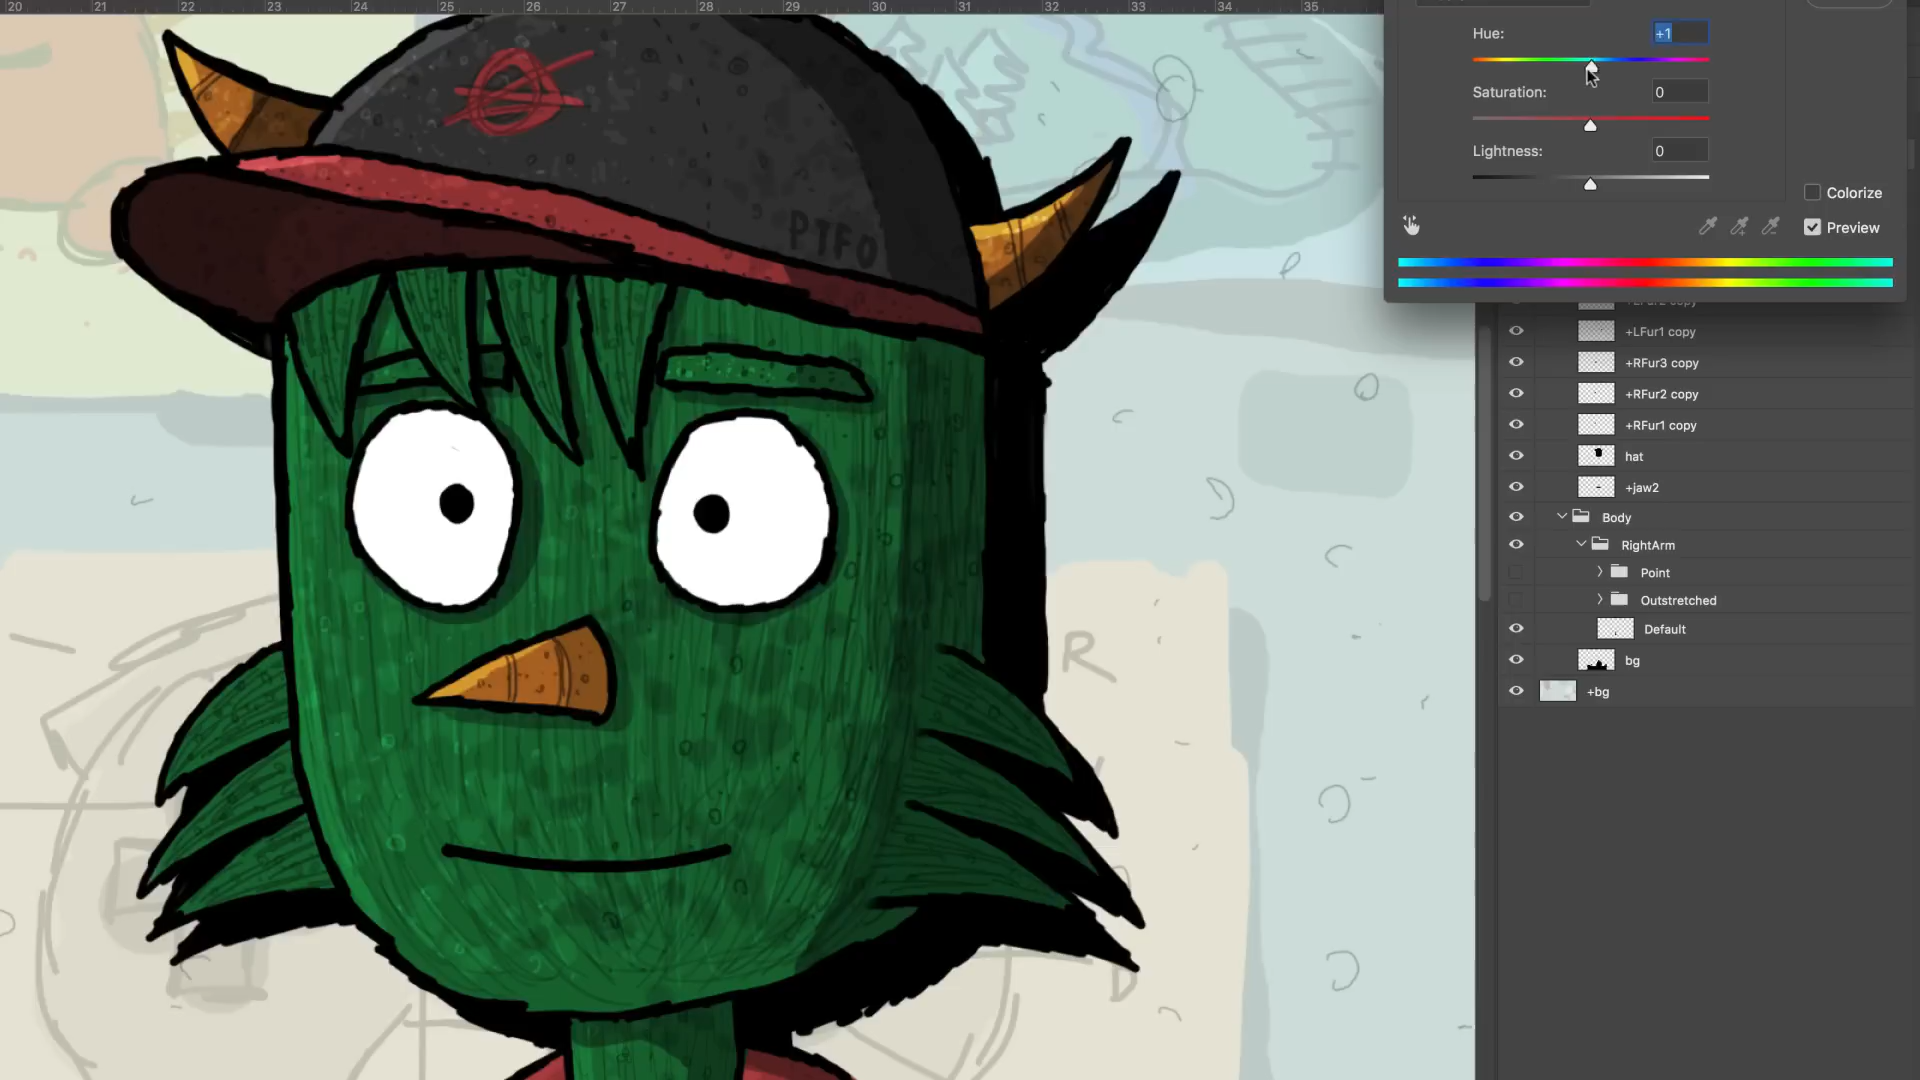 20 21 22 23 24 25 26 27 28 29 30 31 32 33 34 35
Hue: +1
Saturation: 0
Lightness: 0
Colorize
Preview
PTFO
+LFur1 copy
+RFur3 copy
+RFur2 copy
+RFur1 copy
hat
+jaw2
Body
RightArm
Point
Outstretched
Default
bg
+bg
R
D